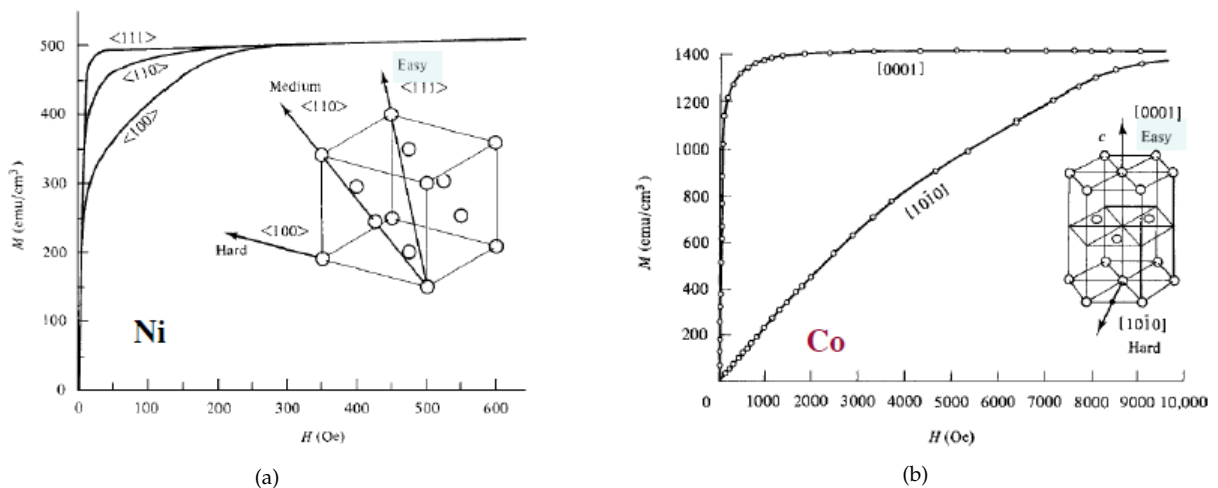 500
400
300
200
100
0
M (emu/cm³)
<111>
<110>
<100>
Easy
<111>
Medium
<110>
<100>
Hard
Ni
0
100
200
300
400
500
600
H (Oe)
(a)
1400
1200
1000
800
600
400
200
M (emu/cm³)
[0001]
[101̄0]
[0001]
c
Easy
[101̄0]
Hard
Co
0
1000
2000
3000
4000
5000
6000
7000
8000
9000
10,000
H (Oe)
(b)